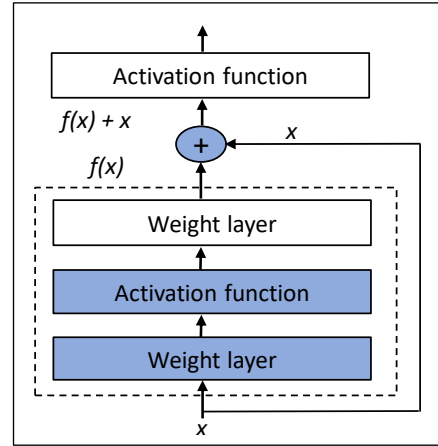 Activation function
f(x) + x
x
+
f(x)
Weight layer
Activation function
Weight layer
x